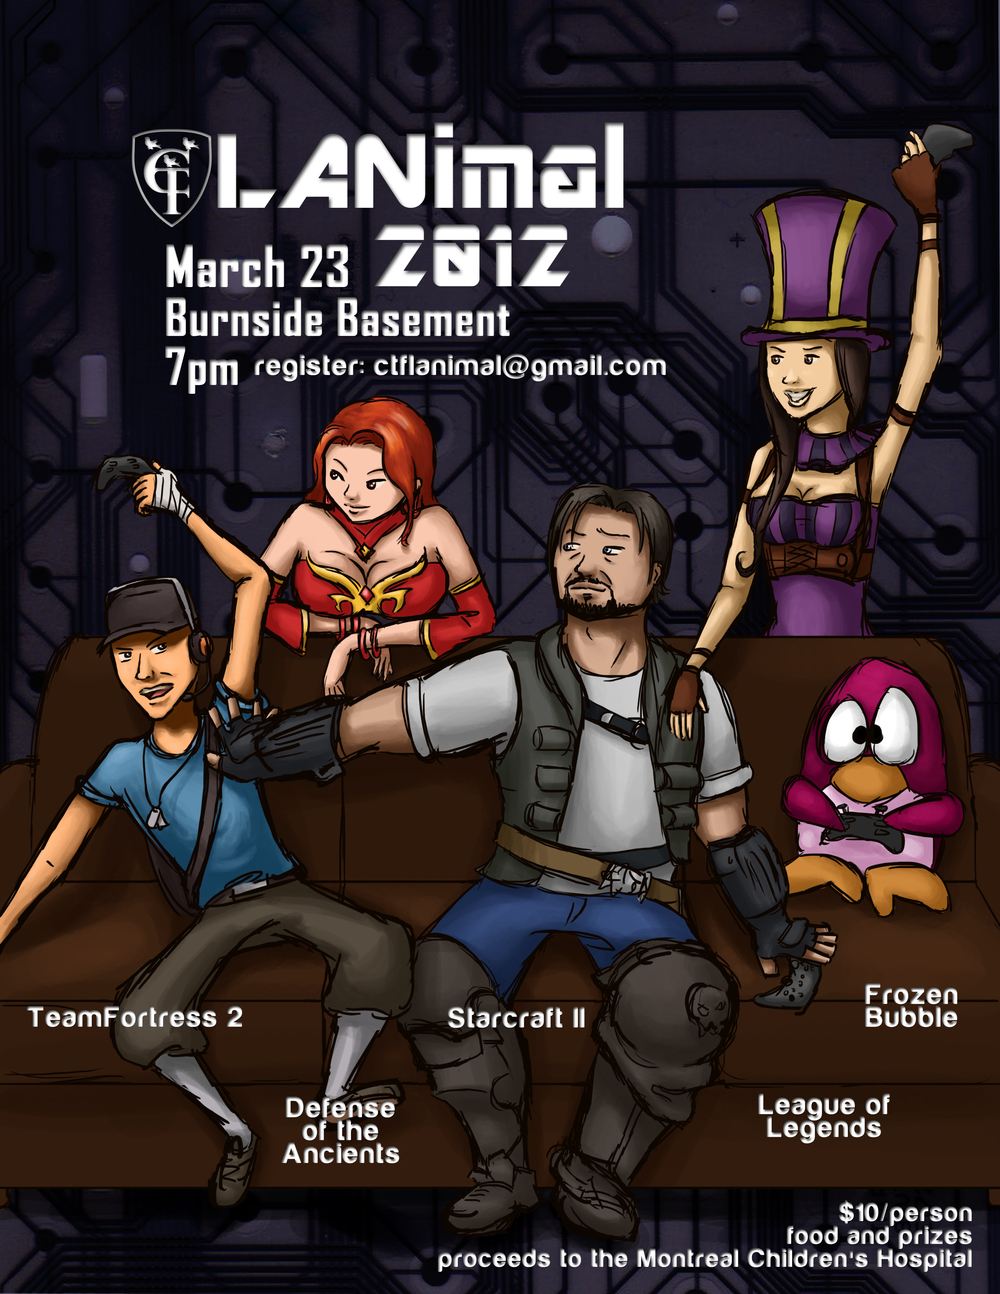 CTF
LANimal
2012
March 23
Burnside Basement
7pm register: ctflanimal@gmail.com
TeamFortress 2
Starcraft II
Frozen
Bubble
Defense
of the
Ancients
League of
Legends
$10/person
food and prizes
proceeds to the Montreal Children's Hospital